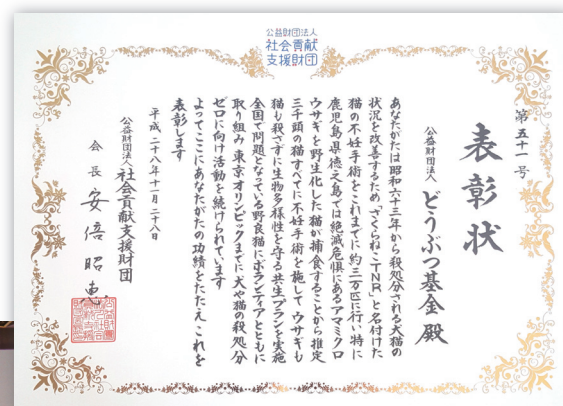 公益財団法人
社会貢献
支援財団
第五十一号
表彰状
公益財団法人 どうぶつ基金殿
あなたがたは昭和六三年から殺処分される犬猫の
状況を改善するため「さくらねこTNR」と名付けた
猫の不妊手術をこれまでに約三万匹に行い特に
鹿児島県徳之島では絶滅危惧にあるアマミノクロ
ウサギを野生化した猫が捕食することから推定
三千頭の猫すべてに不妊手術を施してウサギも
猫も殺さずに生物多様性を守る共生プランを実施
全国で問題となっている野良猫にボランティアとともに
取り組み東京オリンピックまでに犬や猫の殺処分
ゼロに向け活動を続けられています
よってここにあなたがたの功績をたたえこれを
表彰します
平成二十八年十一月二十八日
公益財団法人社会貢献支援財団
会長 安倍昭恵